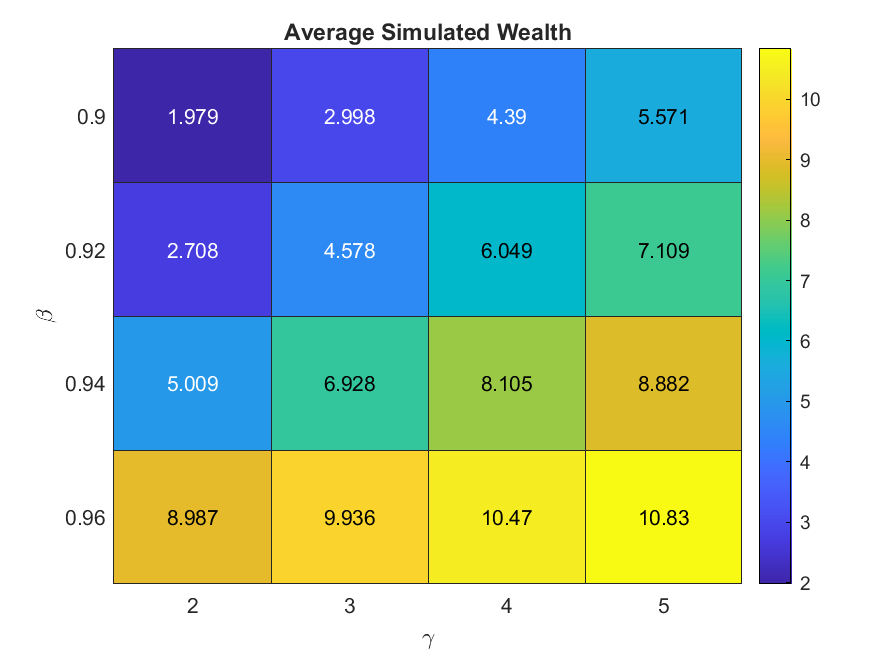 Average Simulated Wealth
0.9 1.979 2.998 4.39 5.571
0.92 2.708 4.578 6.049 7.109
0.94 5.009 6.928 8.105 8.882
0.96 8.987 9.936 10.47 10.83
2 3 4 5
γ
β
10
9
8
7
6
5
4
3
2